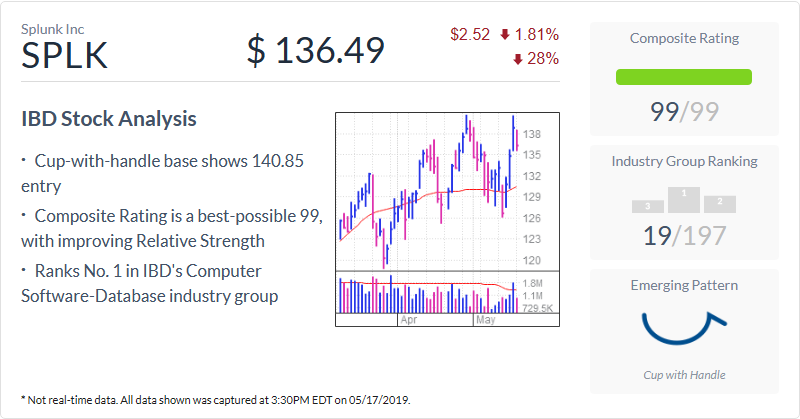 Splunk Inc
SPLK
$ 136.49
$2.52 1.81%
28%
IBD Stock Analysis
· Cup-with-handle base shows 140.85
entry
· Composite Rating is a best-possible 99,
with improving Relative Strength
· Ranks No. 1 in IBD's Computer
Software-Database industry group
138
135
132
129
126
123
120
1.8M
1.1M
729.5K
Apr May
Composite Rating
99/99
Industry Group Ranking
3 1 2
19/197
Emerging Pattern
Cup with Handle
* Not real-time data. All data shown was captured at 3:30PM EDT on 05/17/2019.